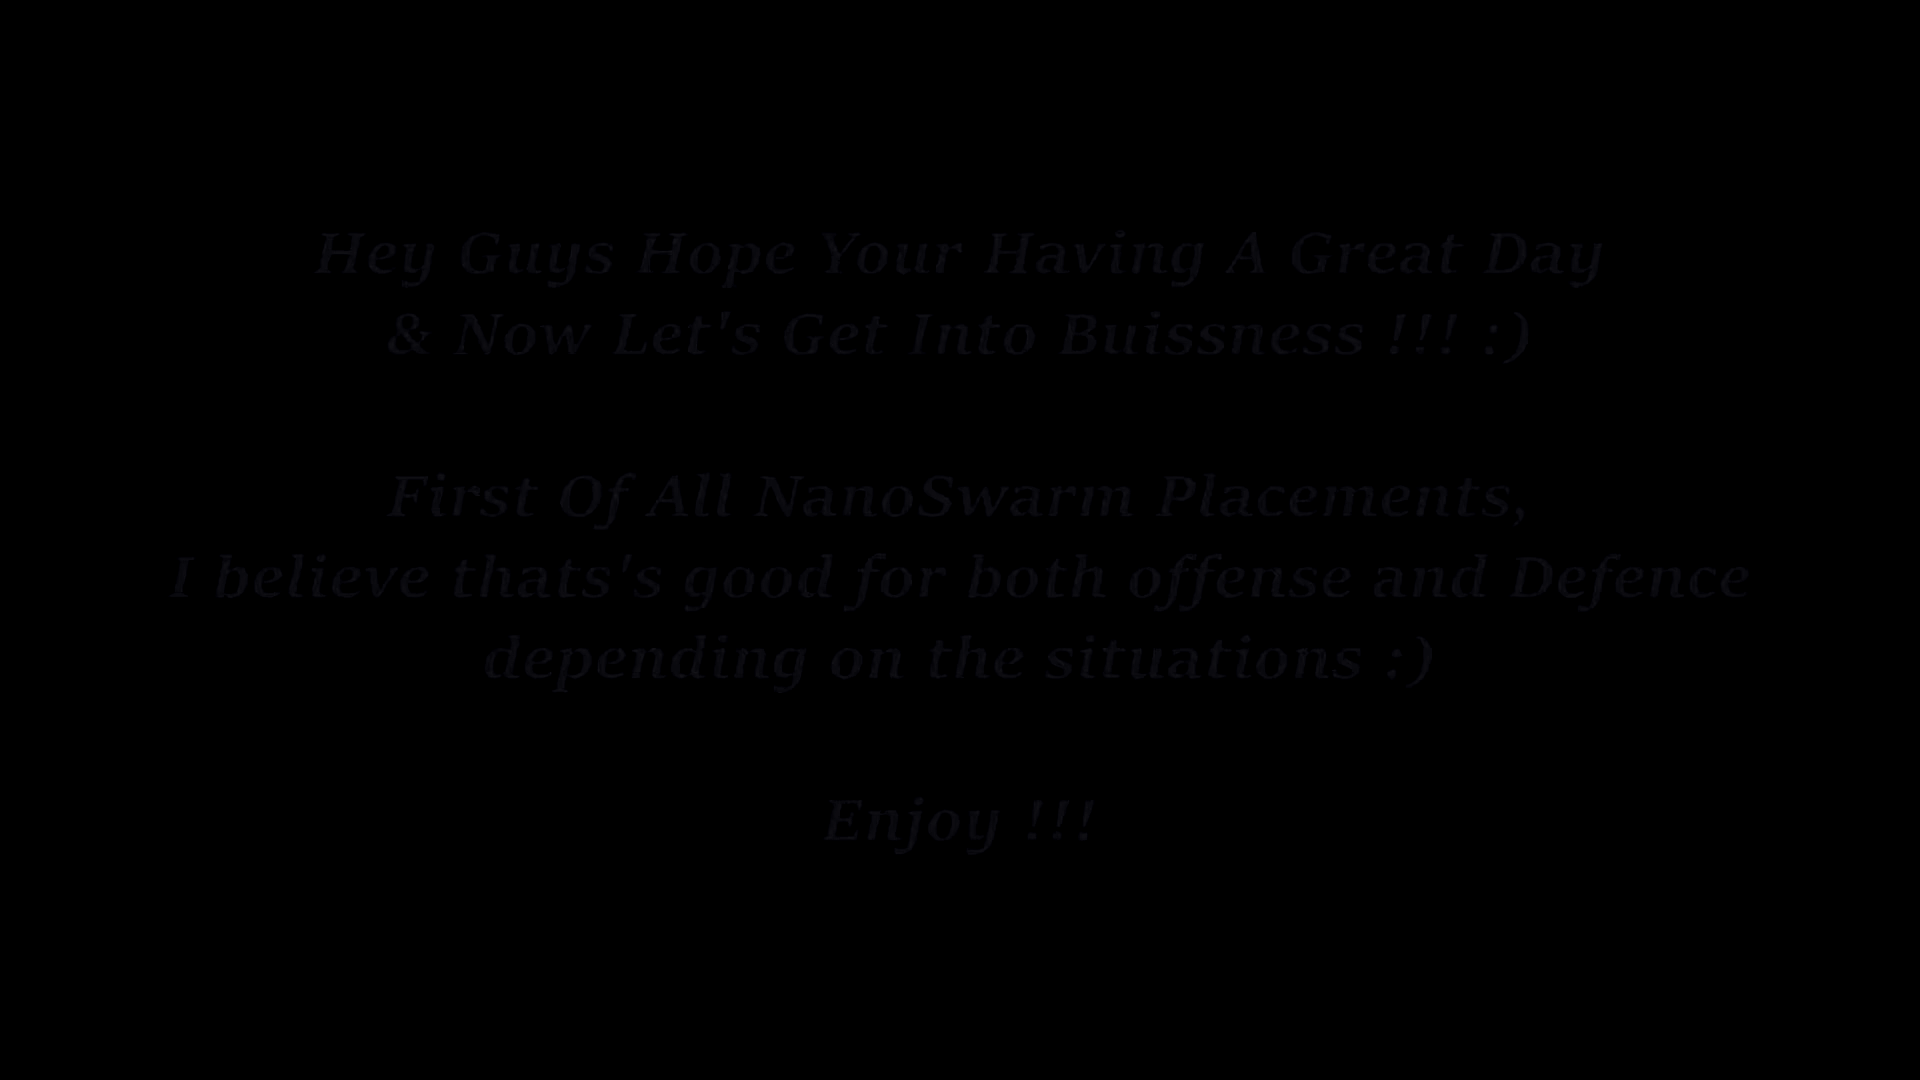 Hey Guys Hope Your Having A Great Day
& Now Let's Get Into Buissness !!! :)
First Of All NanoSwarm Placements,
I believe thats's good for both offense and Defence
depending on the situations :)
Enjoy !!!